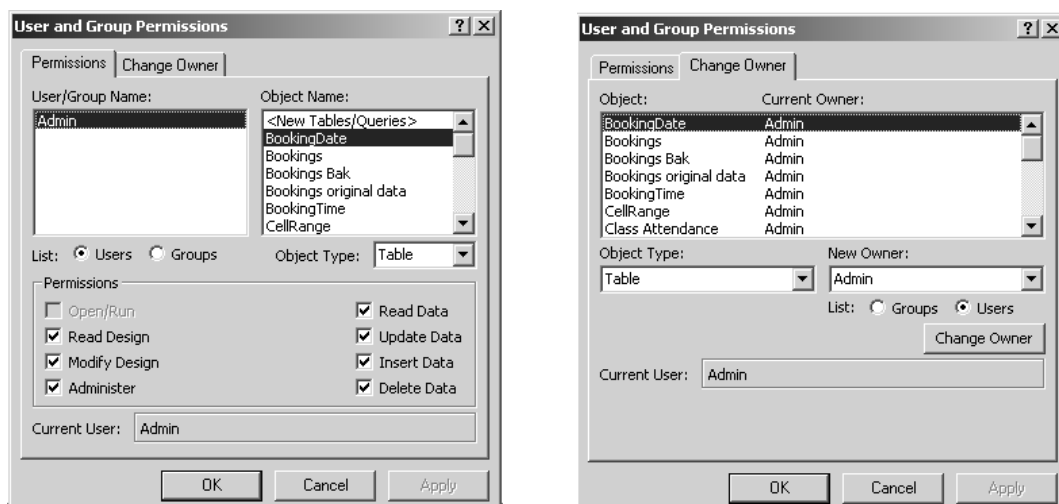 User and Group Permissions
Permissions Change Owner
User/Group Name: Object Name:
Admin
<New Tables/Queries>
BookingDate
Bookings
Bookings Bak
Bookings original data
BookingTime
CellRange
List: Users Groups Object Type: Table
Permissions
Open/Run Read Data
Read Design Update Data
Modify Design Insert Data
Administer Delete Data
Current User: Admin
OK Cancel Apply
User and Group Permissions
Permissions Change Owner
Object: Current Owner:
BookingDate Admin
Bookings Admin
Bookings Bak Admin
Bookings original data Admin
BookingTime Admin
CellRange Admin
Class Attendance Admin
Object Type: New Owner:
Table Admin
List: Groups Users
Change Owner
Current User: Admin
OK Cancel Apply